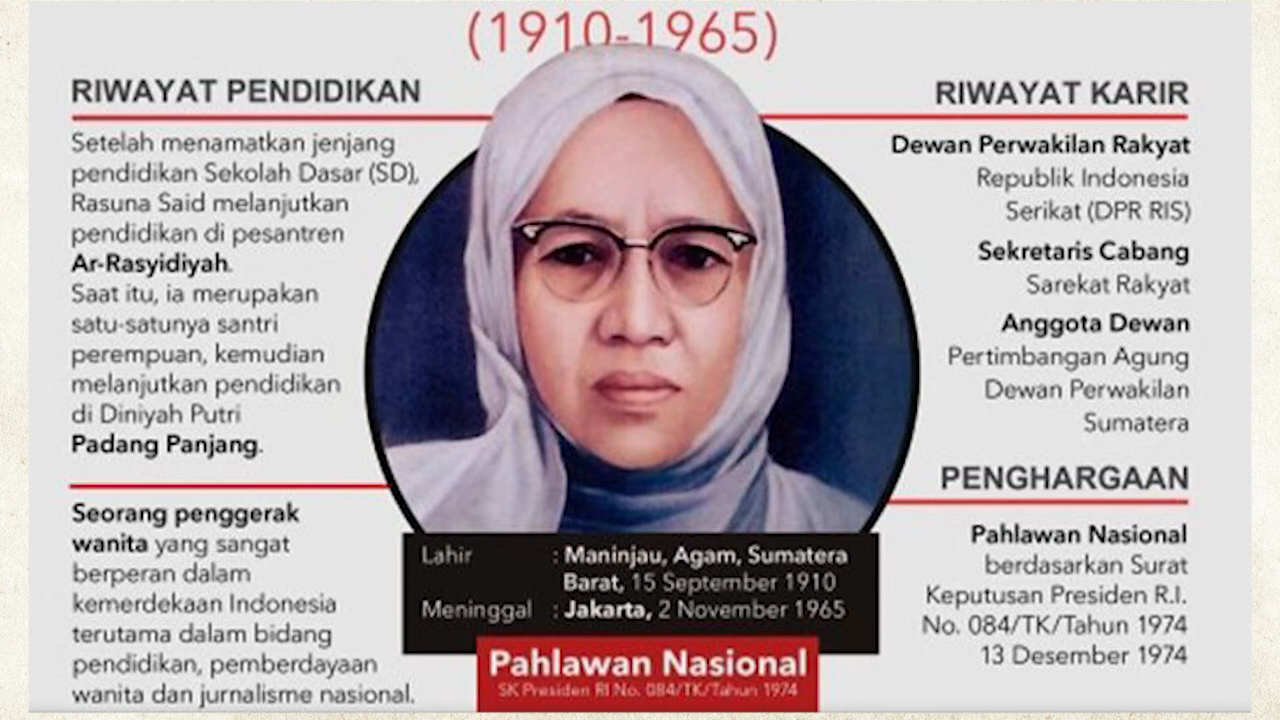 (1910-1965)
RIWAYAT PENDIDIKAN
Setelah menamatkan jenjang
pendidikan Sekolah Dasar (SD),
Rasuna Said melanjutkan
pendidikan di pesantren
Ar-Rasyidiyah.
Saat itu, ia merupakan
satu-satunya santri
perempuan, kemudian
melanjutkan pendidikan
di Diniyah Putri
Padang Panjang.
Seorang penggerak
wanita yang sangat
berperan dalam
kemerdekaan Indonesia
terutama dalam bidang
pendidikan, pemberdayaan
wanita dan jurnalisme nasional.
Lahir : Maninjau, Agam, Sumatera
Barat, 15 September 1910
Meninggal : Jakarta, 2 November 1965
Pahlawan Nasional
SK Presiden RI No. 084/TK/Tahun 1974
RIWAYAT KARIR
Dewan Perwakilan Rakyat
Republik Indonesia
Serikat (DPR RIS)
Sekretaris Cabang
Sarekat Rakyat
Anggota Dewan
Pertimbangan Agung
Dewan Perwakilan
Sumatera
PENGHARGAAN
Pahlawan Nasional
berdasarkan Surat
Keputusan Presiden R.I.
No. 084/TK/Tahun 1974
13 Desember 1974